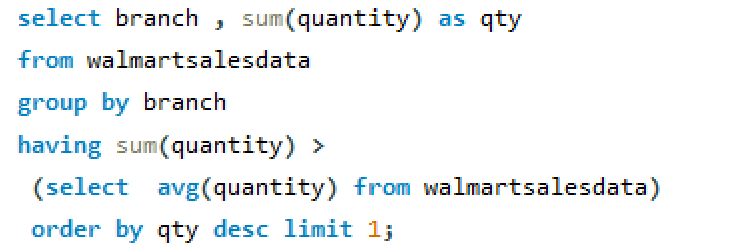 select branch , sum(quantity) as qty
from walmartsalesdata
group by branch
having sum(quantity) >
(select  avg(quantity) from walmartsalesdata)
order by qty desc limit 1;